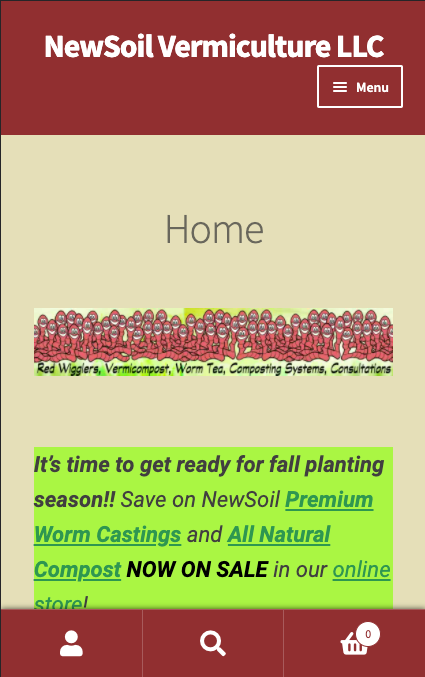 NewSoil Vermiculture LLC
Menu
Home
Red Wigglers, Vermicompost, Worm Tea, Composting Systems, Consultations
It’s time to get ready for fall planting
season!! Save on NewSoil Premium
Worm Castings and All Natural
Compost NOW ON SALE in our online
store!
0